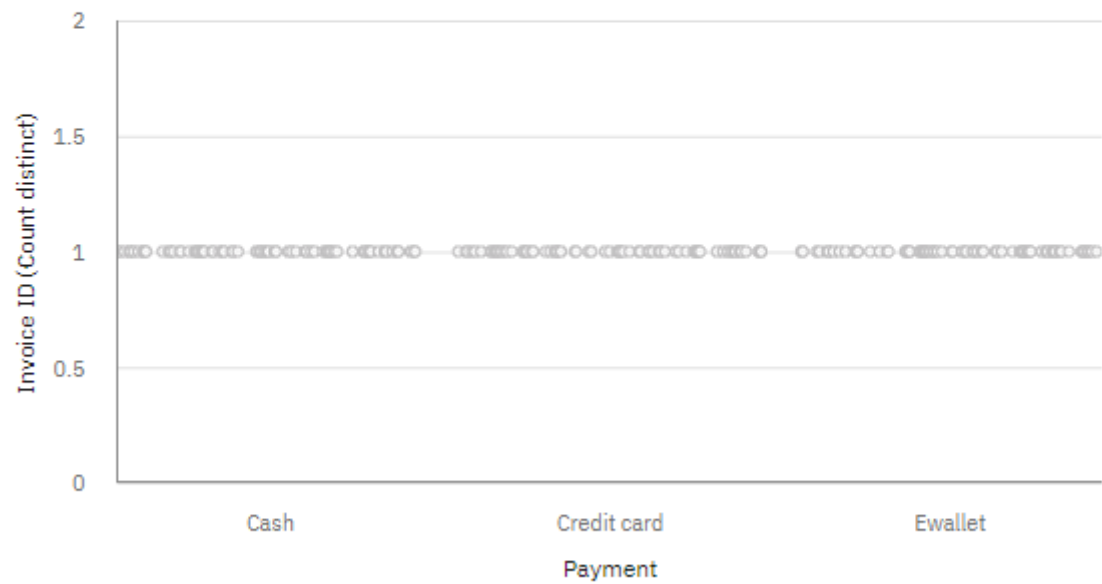 2
1.5
1
0.5
0
Invoice ID (Count distinct)
Cash
Credit card
Ewallet
Payment